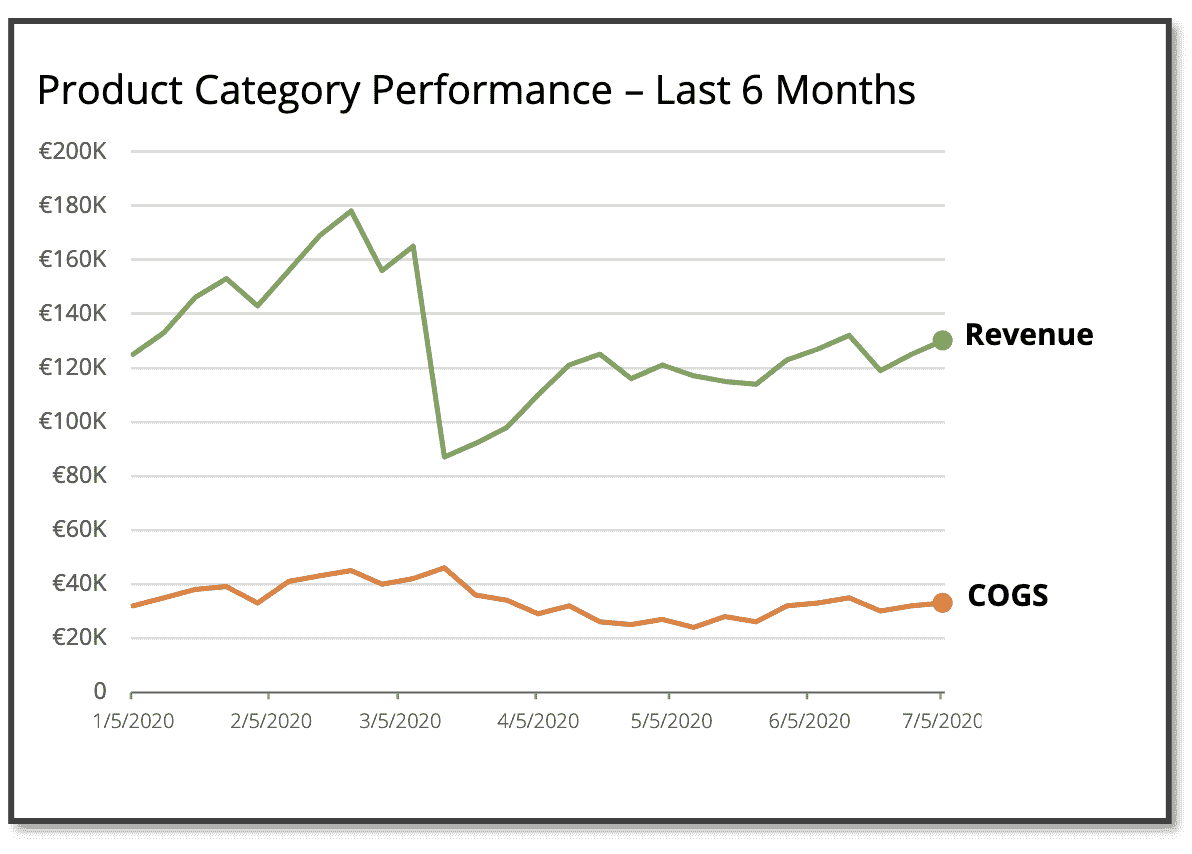 Product Category Performance – Last 6 Months
€200K
€180K
€160K
€140K
€120K
€100K
€80K
€60K
€40K
€20K
0
Revenue
COGS
1/5/2020 2/5/2020 3/5/2020 4/5/2020 5/5/2020 6/5/2020 7/5/2020